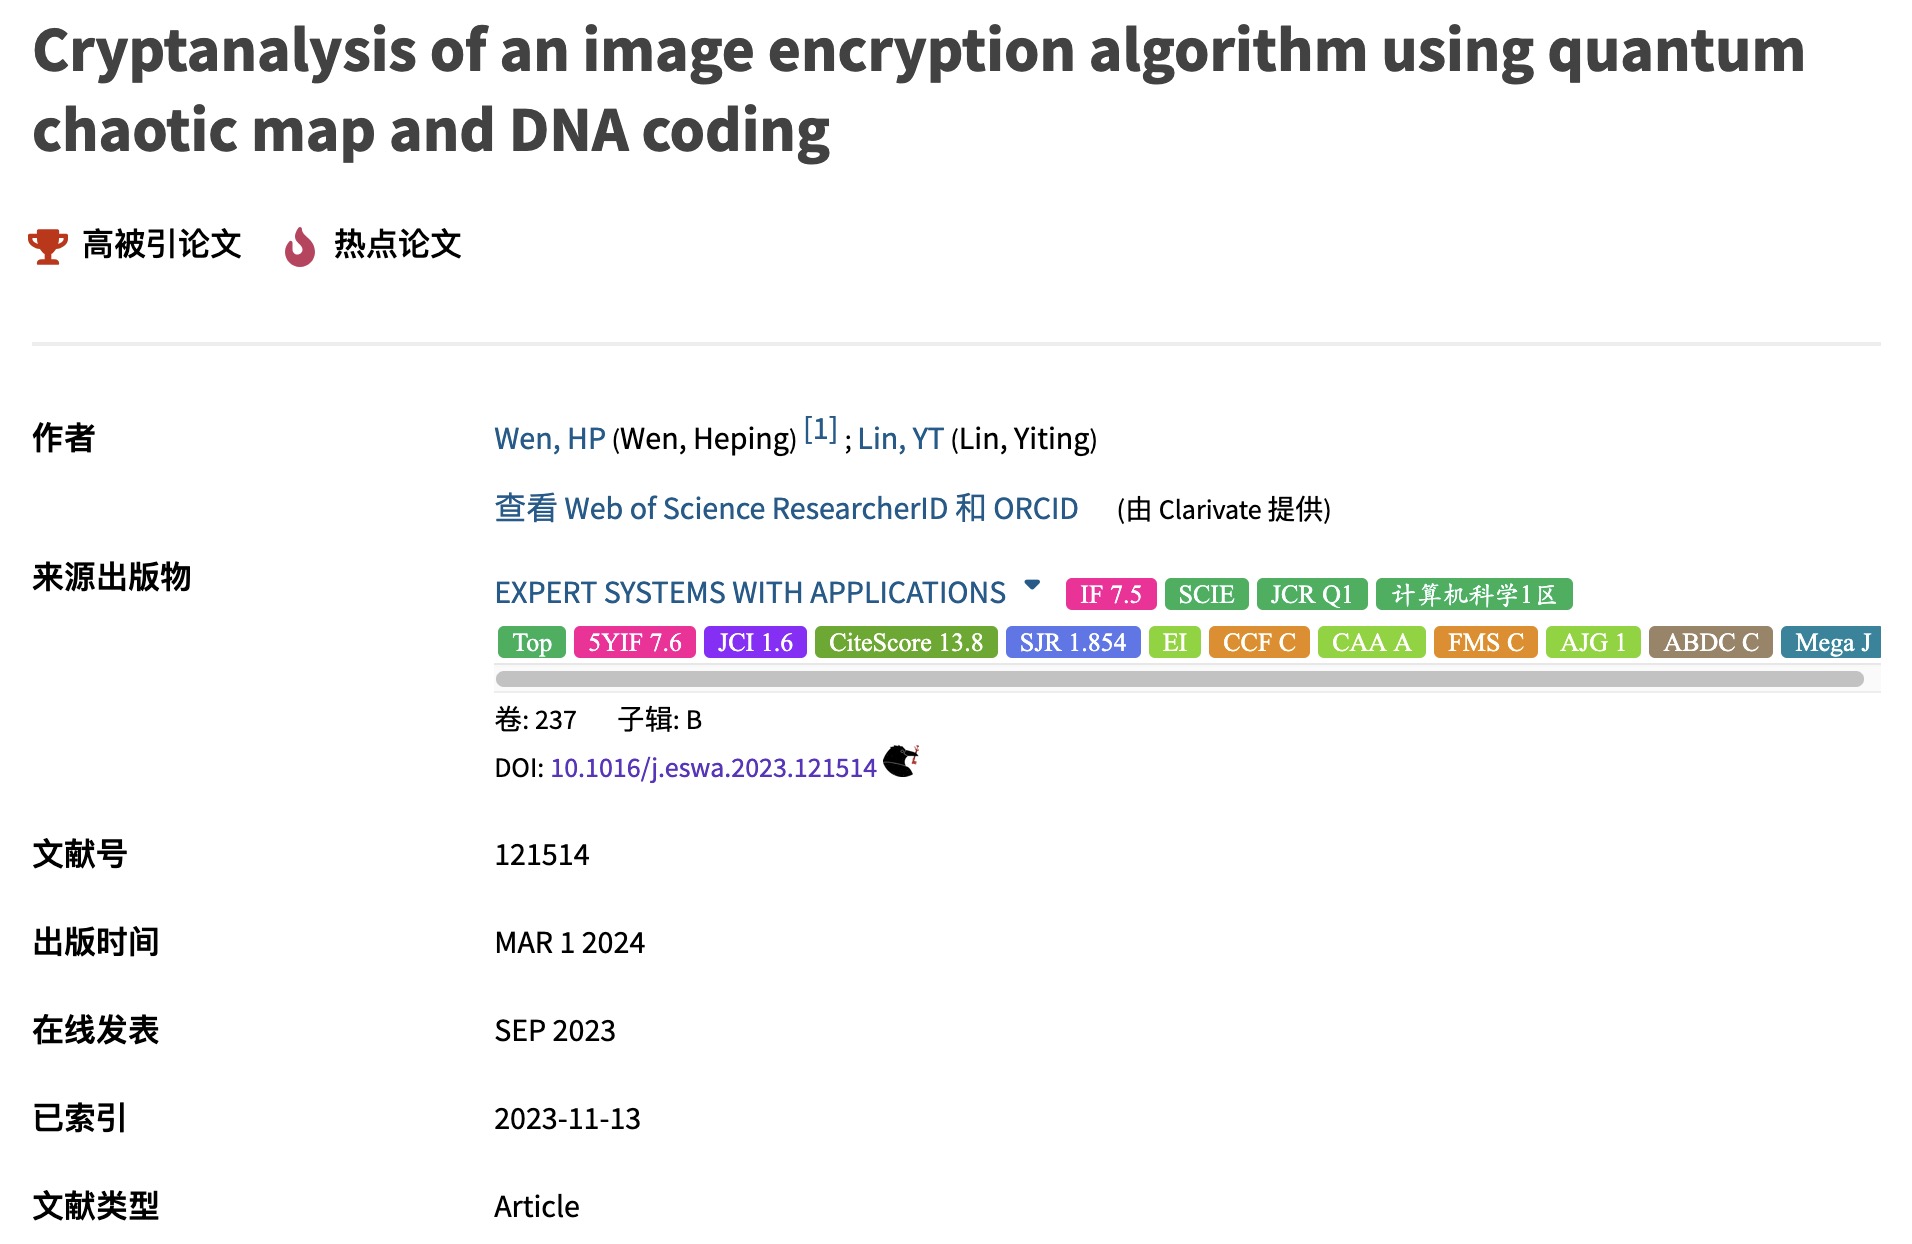 Cryptanalysis of an image encryption algorithm using quantum
chaotic map and DNA coding
高被引论文 热点论文
作者 Wen, HP (Wen, Heping) [1] ; Lin, YT (Lin, Yiting)
查看 Web of Science ResearcherID 和 ORCID (由 Clarivate 提供)
来源出版物 EXPERT SYSTEMS WITH APPLICATIONS IF 7.5 SCIE JCR Q1 计算机科学1区
Top 5YIF 7.6 JCI 1.6 CiteScore 13.8 SJR 1.854 EI CCF C CAA A FMS C AJG 1 ABDC C Mega J
卷: 237 子辑: B
DOI: 10.1016/j.eswa.2023.121514
文献号 121514
出版时间 MAR 1 2024
在线发表 SEP 2023
已索引 2023-11-13
文献类型 Article